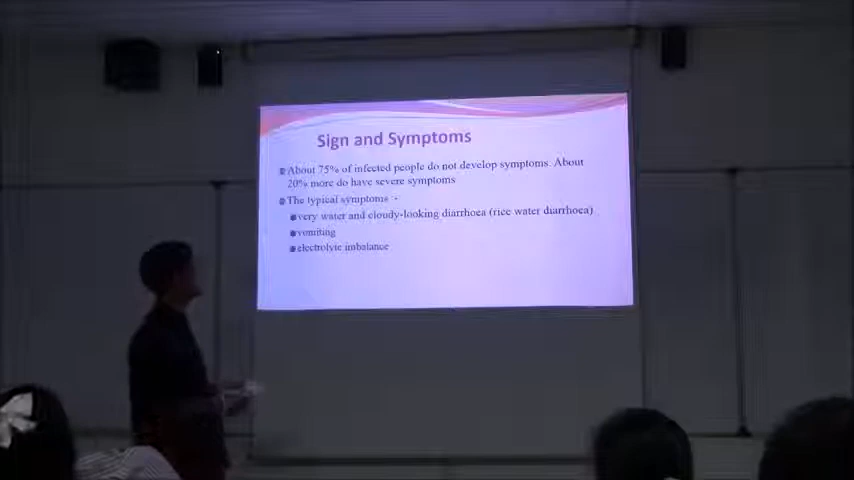 Sign and Symptoms
About 75% of infected people do not develop symptoms. About
20% more do have severe symptoms
The typical symptoms -
very water and cloudy-looking diarrhoea (rice water diarrhoea)
vomiting
electrolyte imbalance